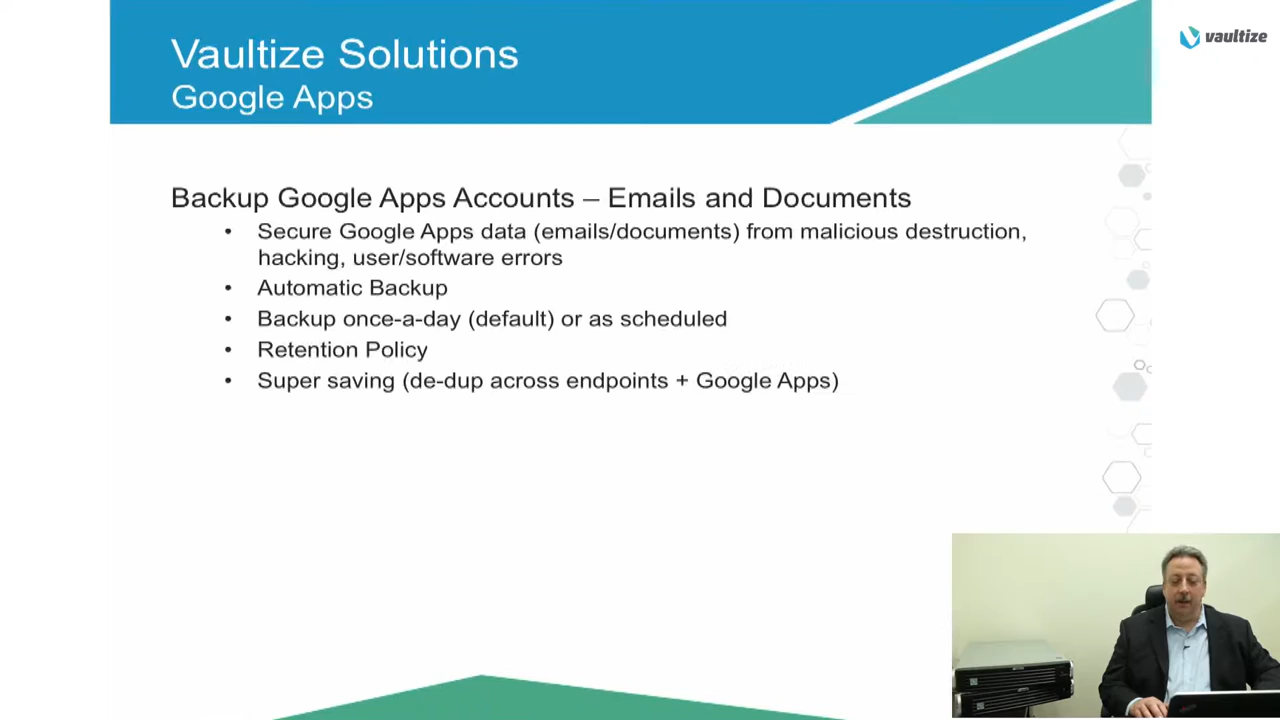 Vaultize Solutions
Google Apps
vaultize
Backup Google Apps Accounts – Emails and Documents
• Secure Google Apps data (emails/documents) from malicious destruction,
hacking, user/software errors
• Automatic Backup
• Backup once-a-day (default) or as scheduled
• Retention Policy
• Super saving (de-dup across endpoints + Google Apps)